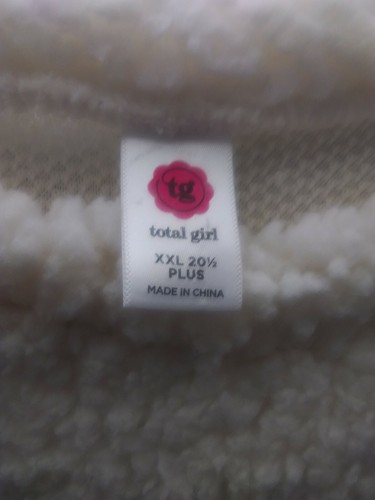 tg
total girl
XXL 20½
PLUS
MADE IN CHINA